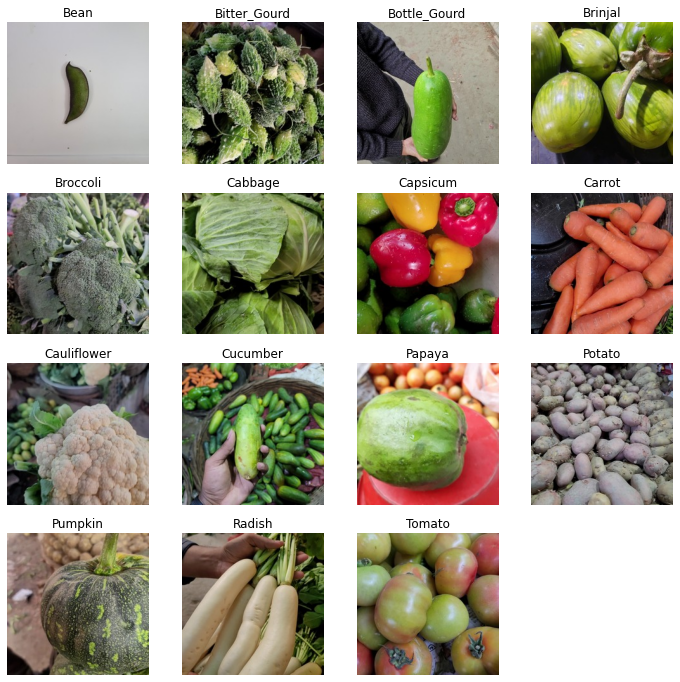 Bean
Bitter_Gourd
Bottle_Gourd
Brinjal
Broccoli
Cabbage
Capsicum
Carrot
Cauliflower
Cucumber
Papaya
Potato
Pumpkin
Radish
Tomato